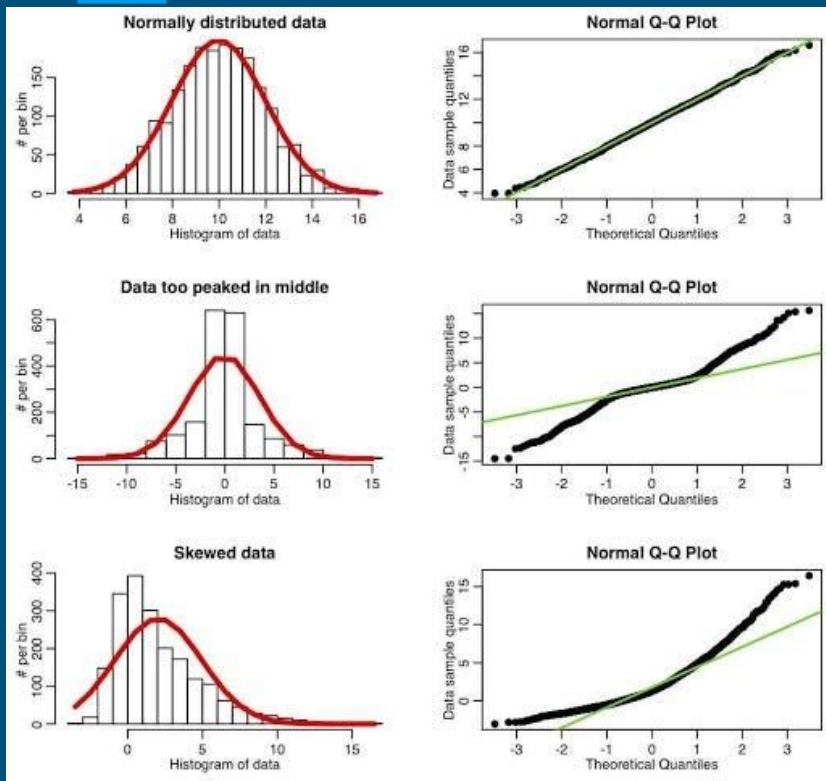 Normally distributed data
# per bin
0 50 100 150
4 6 8 10 12 14 16
Histogram of data
Normal Q-Q Plot
Data sample quantiles
4 6 8 12 16
-3 -2 -1 0 1 2 3
Theoretical Quantiles
Data too peaked in middle
# per bin
0 200 400 600
-15 -10 -5 0 5 10 15
Histogram of data
Normal Q-Q Plot
Data sample quantiles
-15 -5 0 5 10
-3 -2 -1 0 1 2 3
Theoretical Quantiles
Skewed data
# per bin
0 100 200 300 400
0 5 10 15
Histogram of data
Normal Q-Q Plot
Data sample quantiles
0 5 10 15
-3 -2 -1 0 1 2 3
Theoretical Quantiles